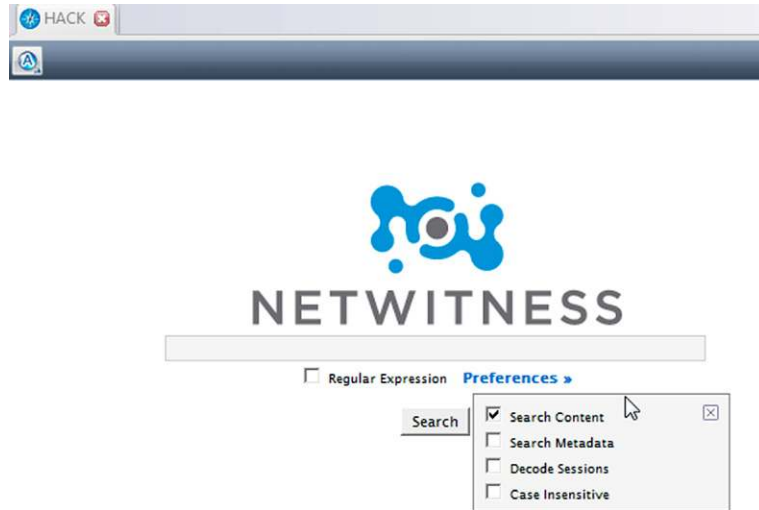 HACK
NETWITNESS
Regular Expression Preferences »
Search
Search Content
Search Metadata
Decode Sessions
Case Insensitive